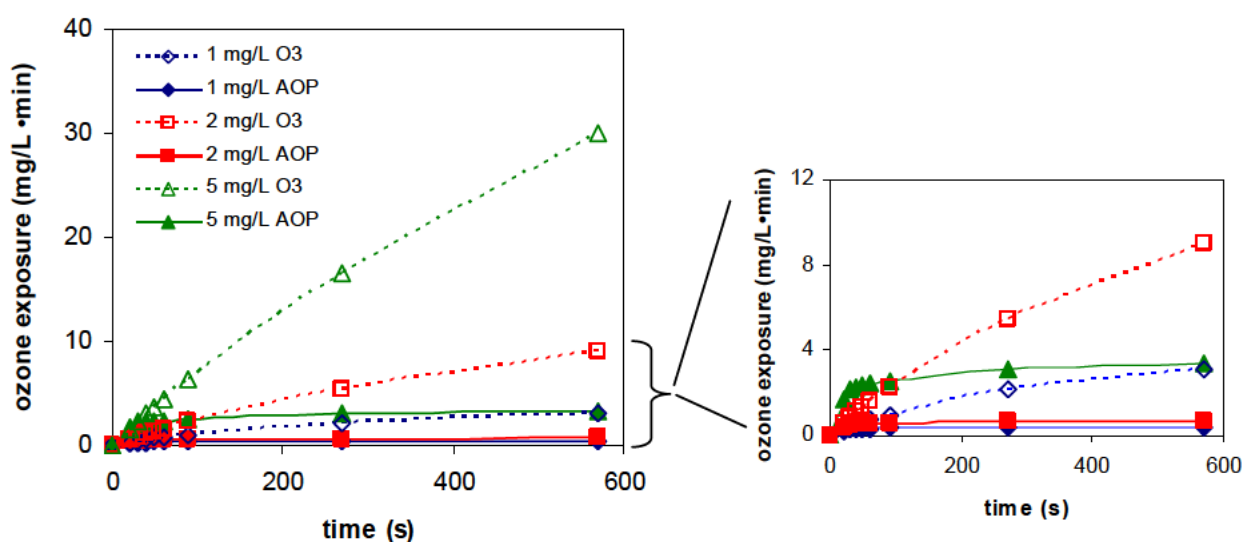 ozone exposure (mg/L •min)
40
30
20
10
0
1 mg/L O3
1 mg/L AOP
2 mg/L O3
2 mg/L AOP
5 mg/L O3
5 mg/L AOP
0 200 400 600
time (s)
ozone exposure (mg/L•min)
12
8
4
0
0 200 400 600
time (s)